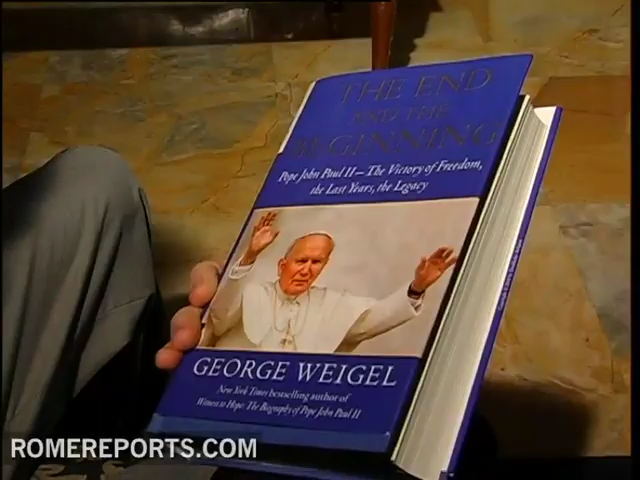 THE END
AND THE
BEGINNING
Pope John Paul II—The Victory of Freedom,
the Last Years, the Legacy
GEORGE WEIGEL
New York Times bestselling author of
Witness to Hope: The Biography of Pope John Paul II
ROMEREPORTS.COM